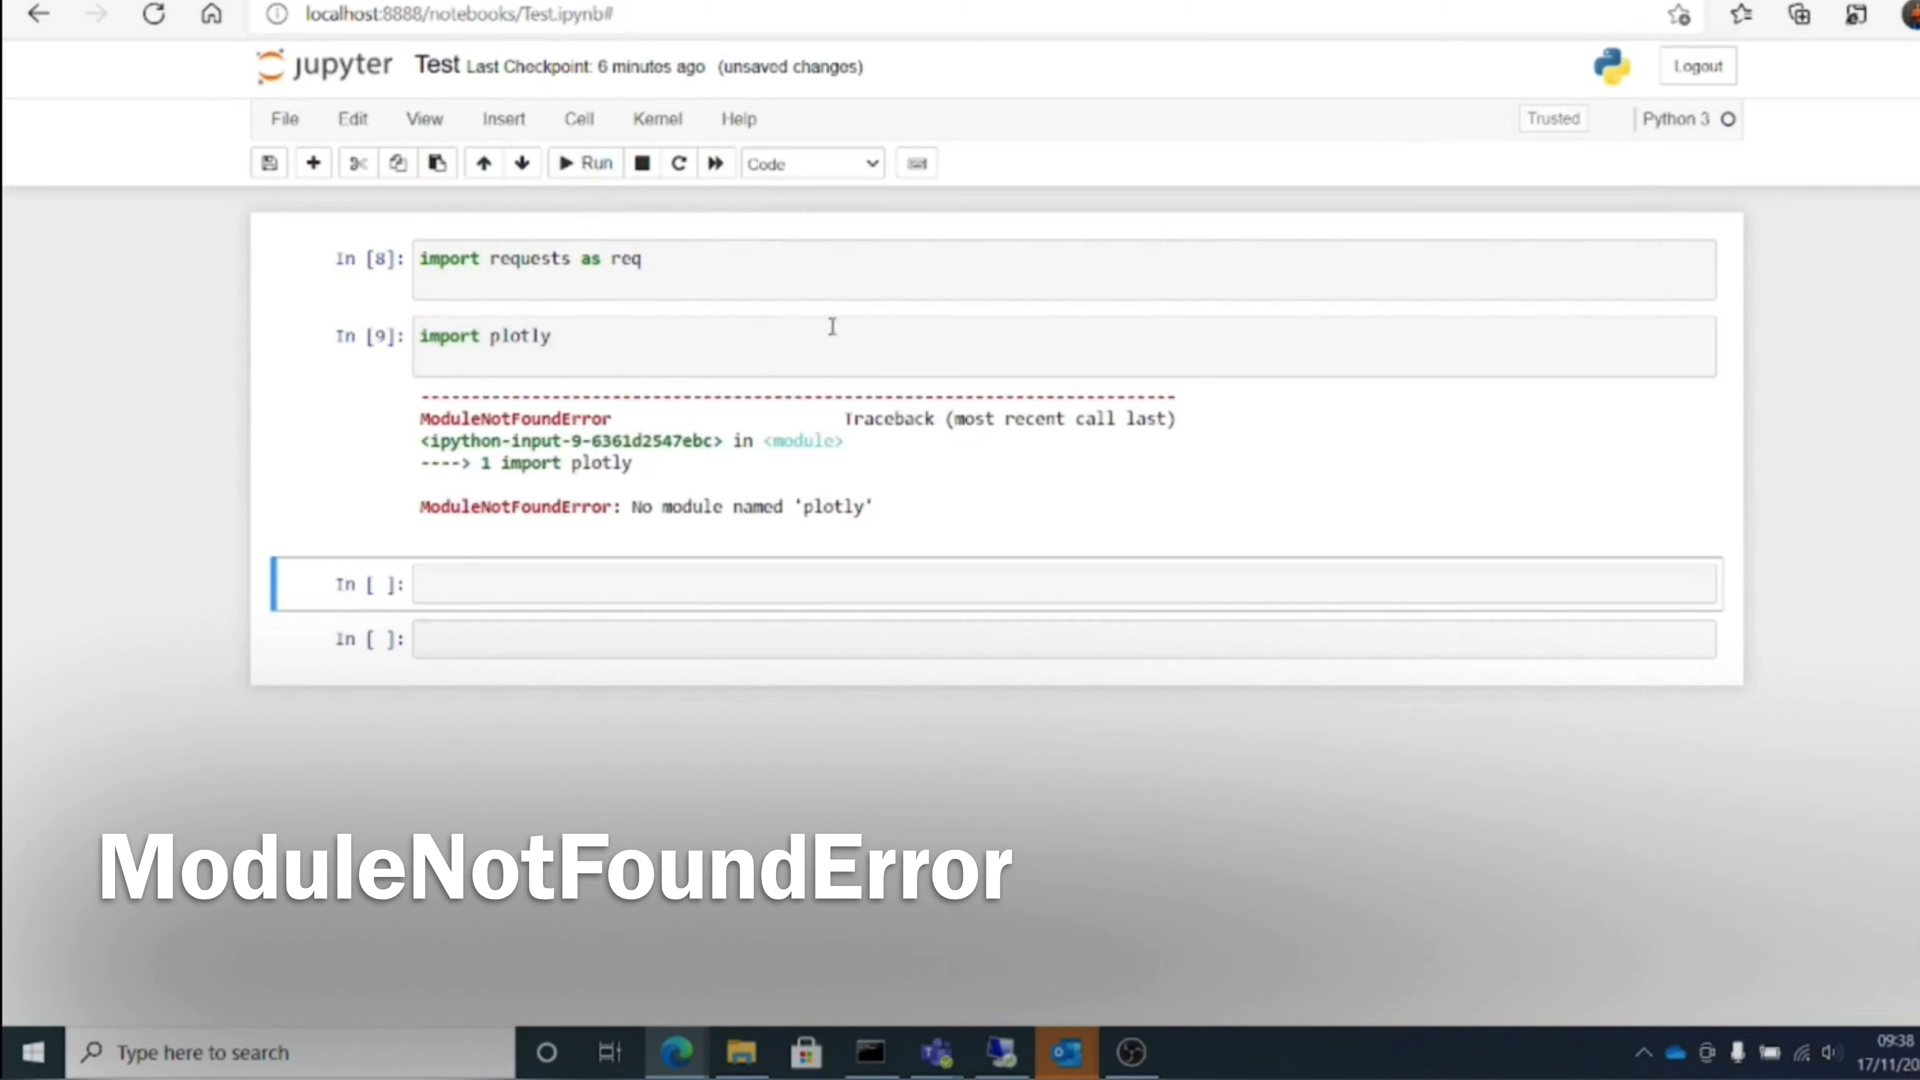 localhost:8888/notebooks/Test.ipynb#
jupyter Test Last Checkpoint: 6 minutes ago (unsaved changes)
Logout
File Edit View Insert Cell Kernel Help
Trusted
Python 3
Run
Code
In [8]: import requests as req
In [9]: import plotly
---------------------------------------------------------------------------
ModuleNotFoundError Traceback (most recent call last)
<ipython-input-9-6361d2547ebc> in <module>
----> 1 import plotly
ModuleNotFoundError: No module named 'plotly'
In [ ]:
In [ ]:
ModuleNotFoundError
Type here to search
09:38
17/11/20